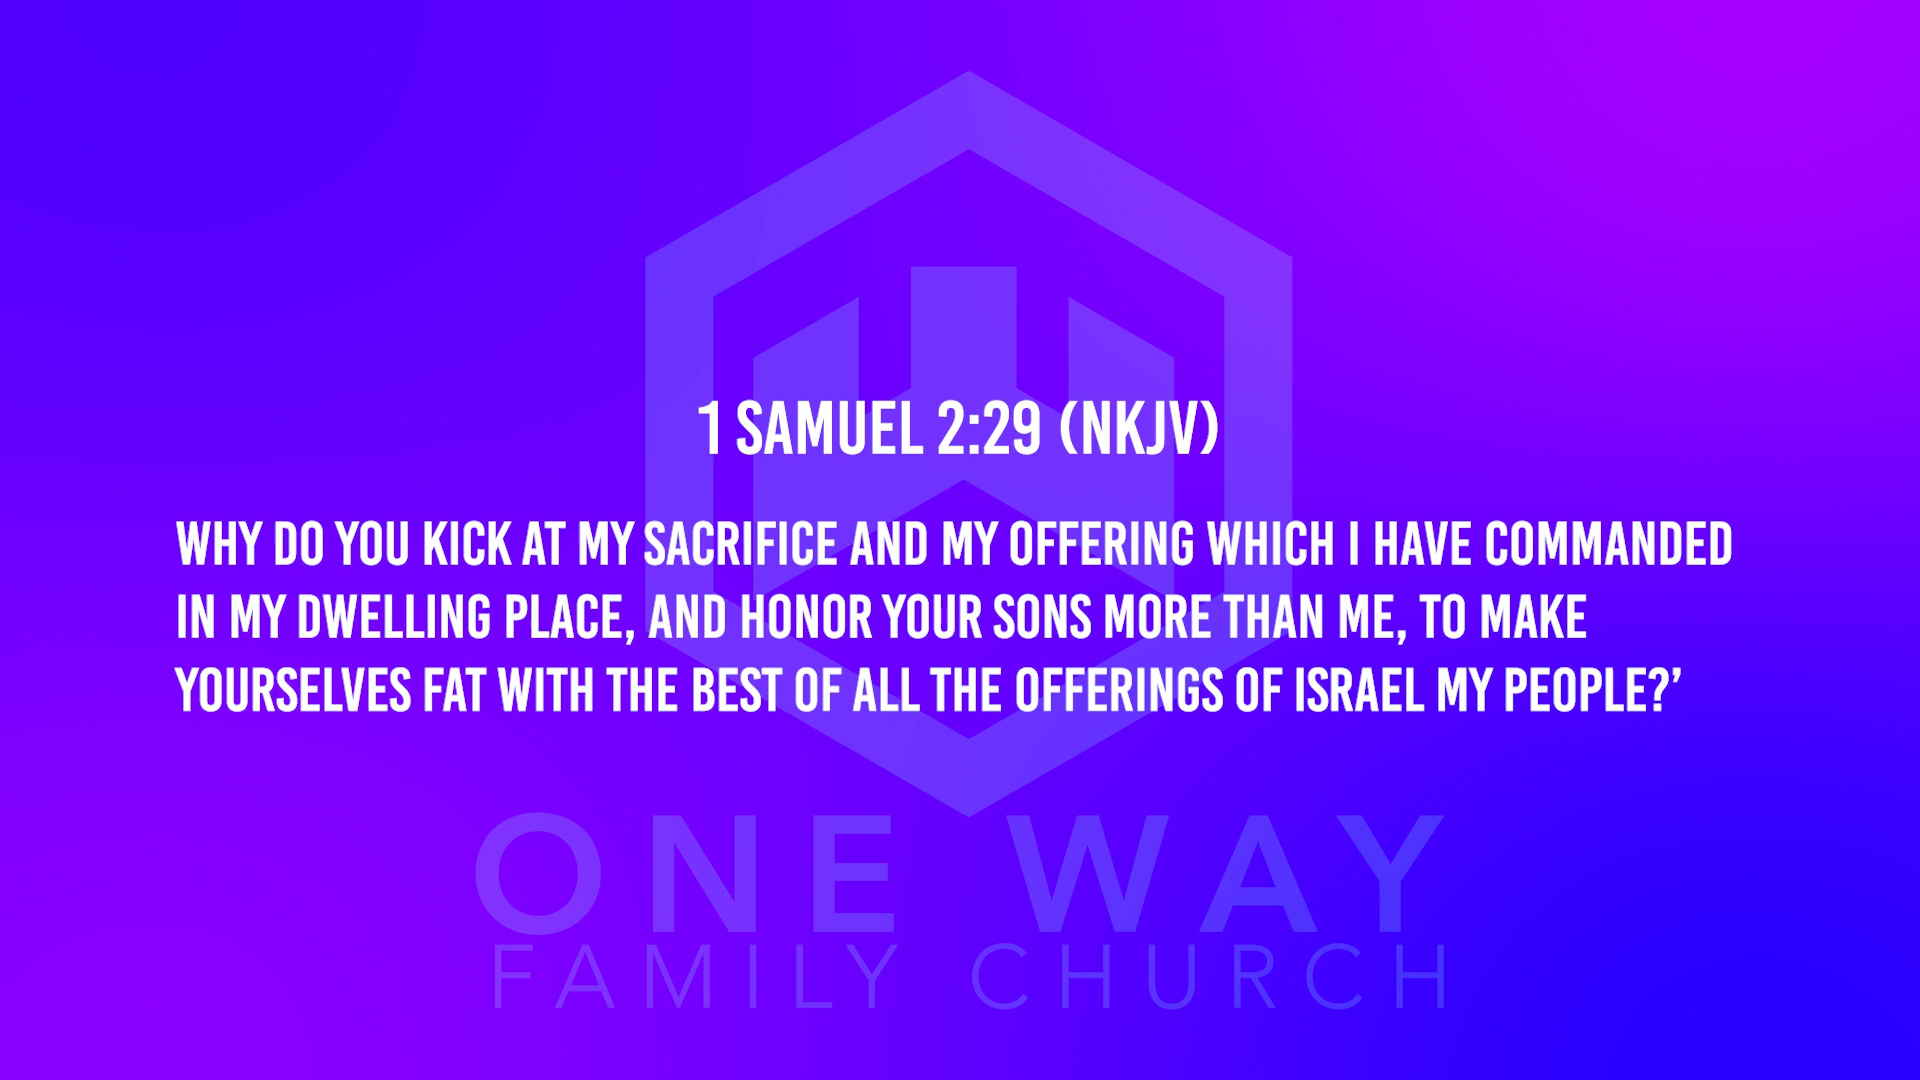 1 SAMUEL 2:29 (NKJV)
WHY DO YOU KICK AT MY SACRIFICE AND MY OFFERING WHICH I HAVE COMMANDED
IN MY DWELLING PLACE, AND HONOR YOUR SONS MORE THAN ME, TO MAKE
YOURSELVES FAT WITH THE BEST OF ALL THE OFFERINGS OF ISRAEL MY PEOPLE?’
ONE WAY
FAMILY CHURCH